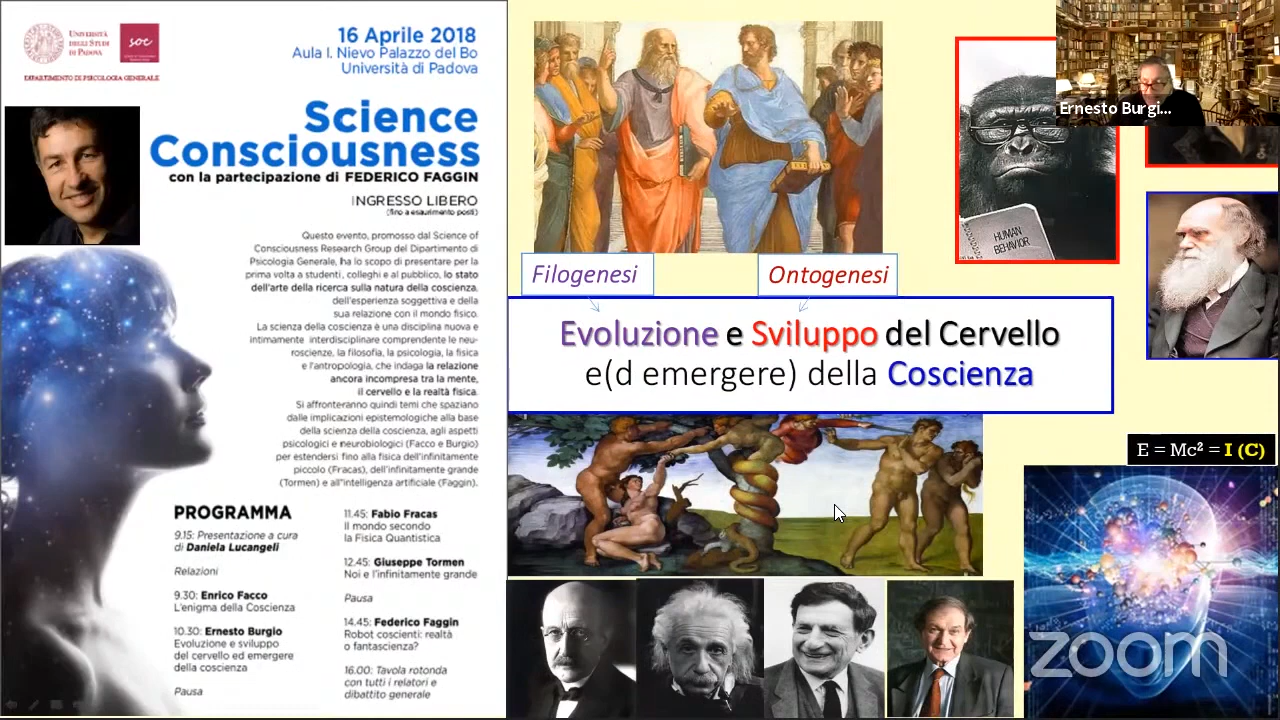 UNIVERSITÀ
DEGLI STUDI
DI PADOVA
soc
DIPARTIMENTO DI PSICOLOGIA GENERALE
16 Aprile 2018
Aula I. Nievo Palazzo del Bo
Università di Padova
Science
Consciousness
con la partecipazione di FEDERICO FAGGIN
INGRESSO LIBERO
(fino a esaurimento posti)
Questo evento, promosso dal Science of
Consciousness Research Group del Dipartimento di
Psicologia Generale, ha lo scopo di presentare per la
prima volta a studenti, colleghi e al pubblico, lo stato
dell'arte della ricerca sulla natura della coscienza,
dell'esperienza soggettiva e della
sua relazione con il mondo fisico.
La scienza della coscienza è una disciplina nuova e
intimamente interdisciplinare comprendente le neu-
roscienze, la filosofia, la psicologia, la fisica
e l'antropologia, che indaga la relazione
ancora incompresa tra la mente,
il cervello e la realtà fisica.
Si affronteranno quindi temi che spaziano
dalle implicazioni epistemologiche alla base
della scienza della coscienza, agli aspetti
psicologici e neurobiologici (Facco e Burgio)
per estendersi fino alla fisica dell'infinitamente
piccolo (Fracas), dell'infinitamente grande
(Tormen) e all'intelligenza artificiale (Faggin).
PROGRAMMA
9.15: Presentazione a cura
di Daniela Lucangeli
Relazioni
9.30: Enrico Facco
L'enigma della Coscienza
10.30: Ernesto Burgio
Evoluzione e sviluppo
del cervello ed emergere
della coscienza
Pausa
11.45: Fabio Fracas
Il mondo secondo
la Fisica Quantistica
12.45: Giuseppe Tormen
Noi e l'infinitamente grande
Pausa
14.45: Federico Faggin
Robot coscienti: realtà
o fantascienza?
16.00: Tavola rotonda
con tutti i relatori e
dibattito generale
Filogenesi
Ontogenesi
Evoluzione e Sviluppo del Cervello
e(d emergere) della Coscienza
HUMAN
BEHAVIOR
Ernesto Burgi...
E = Mc² = I (C)
zoom